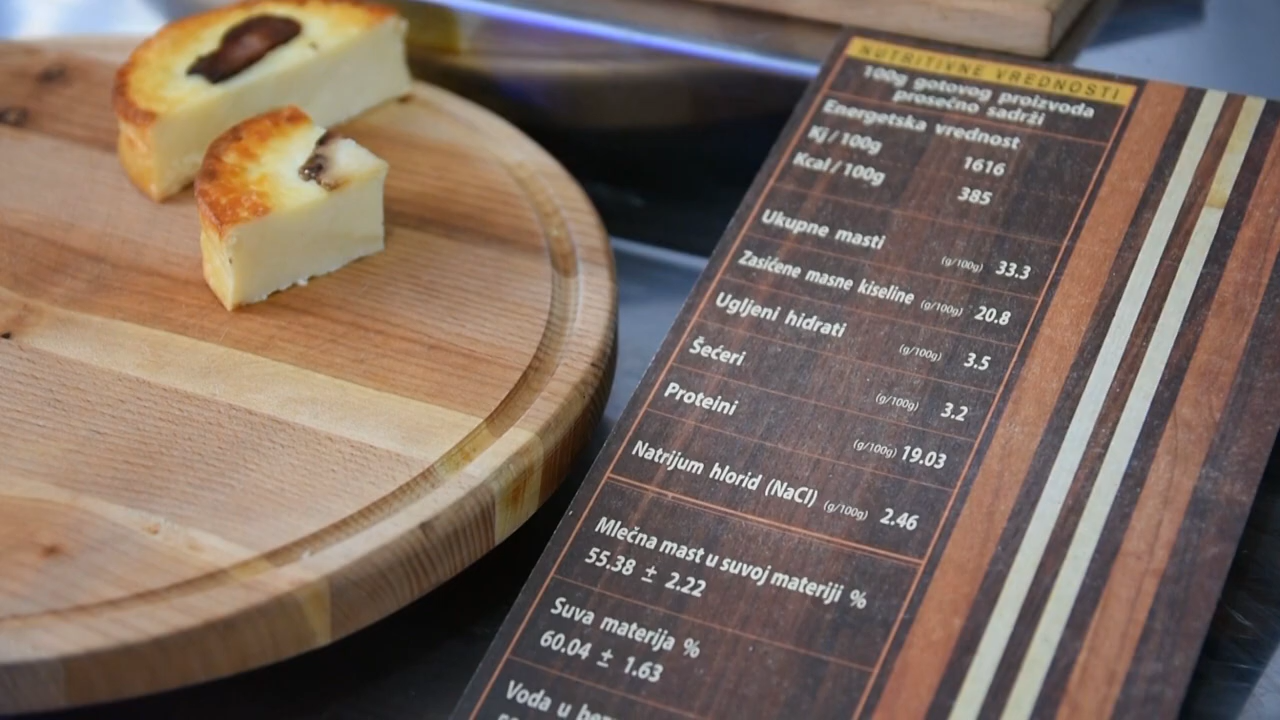 NUTRITIVNE VREDNOSTI
100g gotovog proizvoda
prosečno sadrži
Energetska vrednost
Kj/100g 1616
Kcal/100g 385
Ukupne masti (g/100g) 33.3
Zasićene masne kiseline (g/100g) 20.8
Ugljeni hidrati (g/100g) 3.5
Šećeri (g/100g) 3.2
Proteini (g/100g) 19.03
Natrijum hlorid (NaCl) (g/100g) 2.46
Mlečna mast u suvoj materiji %
55.38 ± 2.22
Suva materija %
60.04 ± 1.63
Voda u